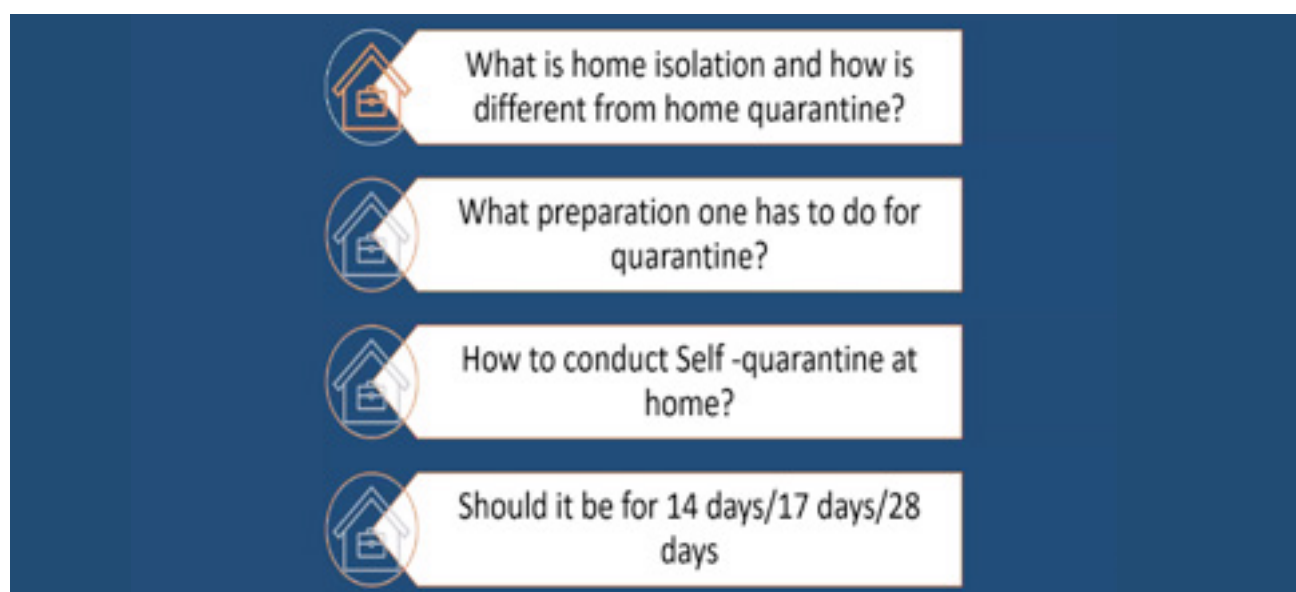 What is home isolation and how is
different from home quarantine?
What preparation one has to do for
quarantine?
How to conduct Self -quarantine at
home?
Should it be for 14 days/17 days/28
days